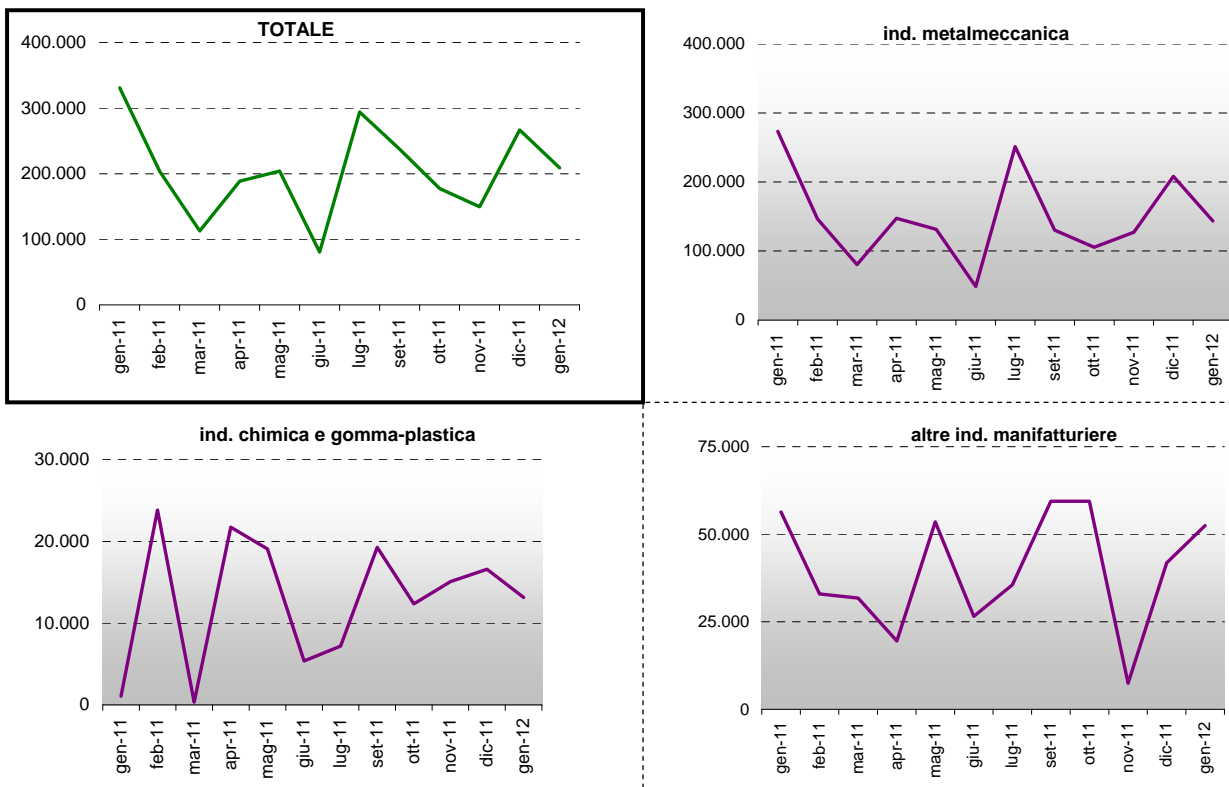 TOTALE
400.000
300.000
200.000
100.000
0
gen-11
feb-11
mar-11
apr-11
mag-11
giu-11
lug-11
set-11
ott-11
nov-11
dic-11
gen-12
ind. metalmeccanica
400.000
300.000
200.000
100.000
0
gen-11
feb-11
mar-11
apr-11
mag-11
giu-11
lug-11
set-11
ott-11
nov-11
dic-11
gen-12
ind. chimica e gomma-plastica
30.000
20.000
10.000
0
gen-11
feb-11
mar-11
apr-11
mag-11
giu-11
lug-11
set-11
ott-11
nov-11
dic-11
gen-12
altre ind. manifatturiere
75.000
50.000
25.000
0
gen-11
feb-11
mar-11
apr-11
mag-11
giu-11
lug-11
set-11
ott-11
nov-11
dic-11
gen-12